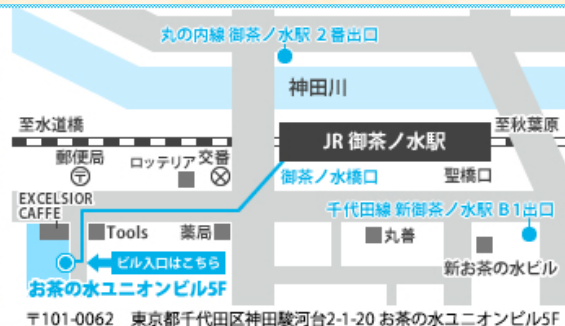 丸の内線 御茶ノ水駅 2番出口
神田川
至水道橋
至秋葉原
JR 御茶ノ水駅
郵便局
ロッテリア
交番
御茶ノ水橋口
聖橋口
EXCELSIOR
CAFFE
千代田線 新御茶ノ水駅 B1出口
Tools
薬局
丸善
ビル入口はこちら
新お茶の水ビル
お茶の水ユニオンビル5F
〒101-0062 東京都千代田区神田駿河台2-1-20 お茶の水ユニオンビル5F